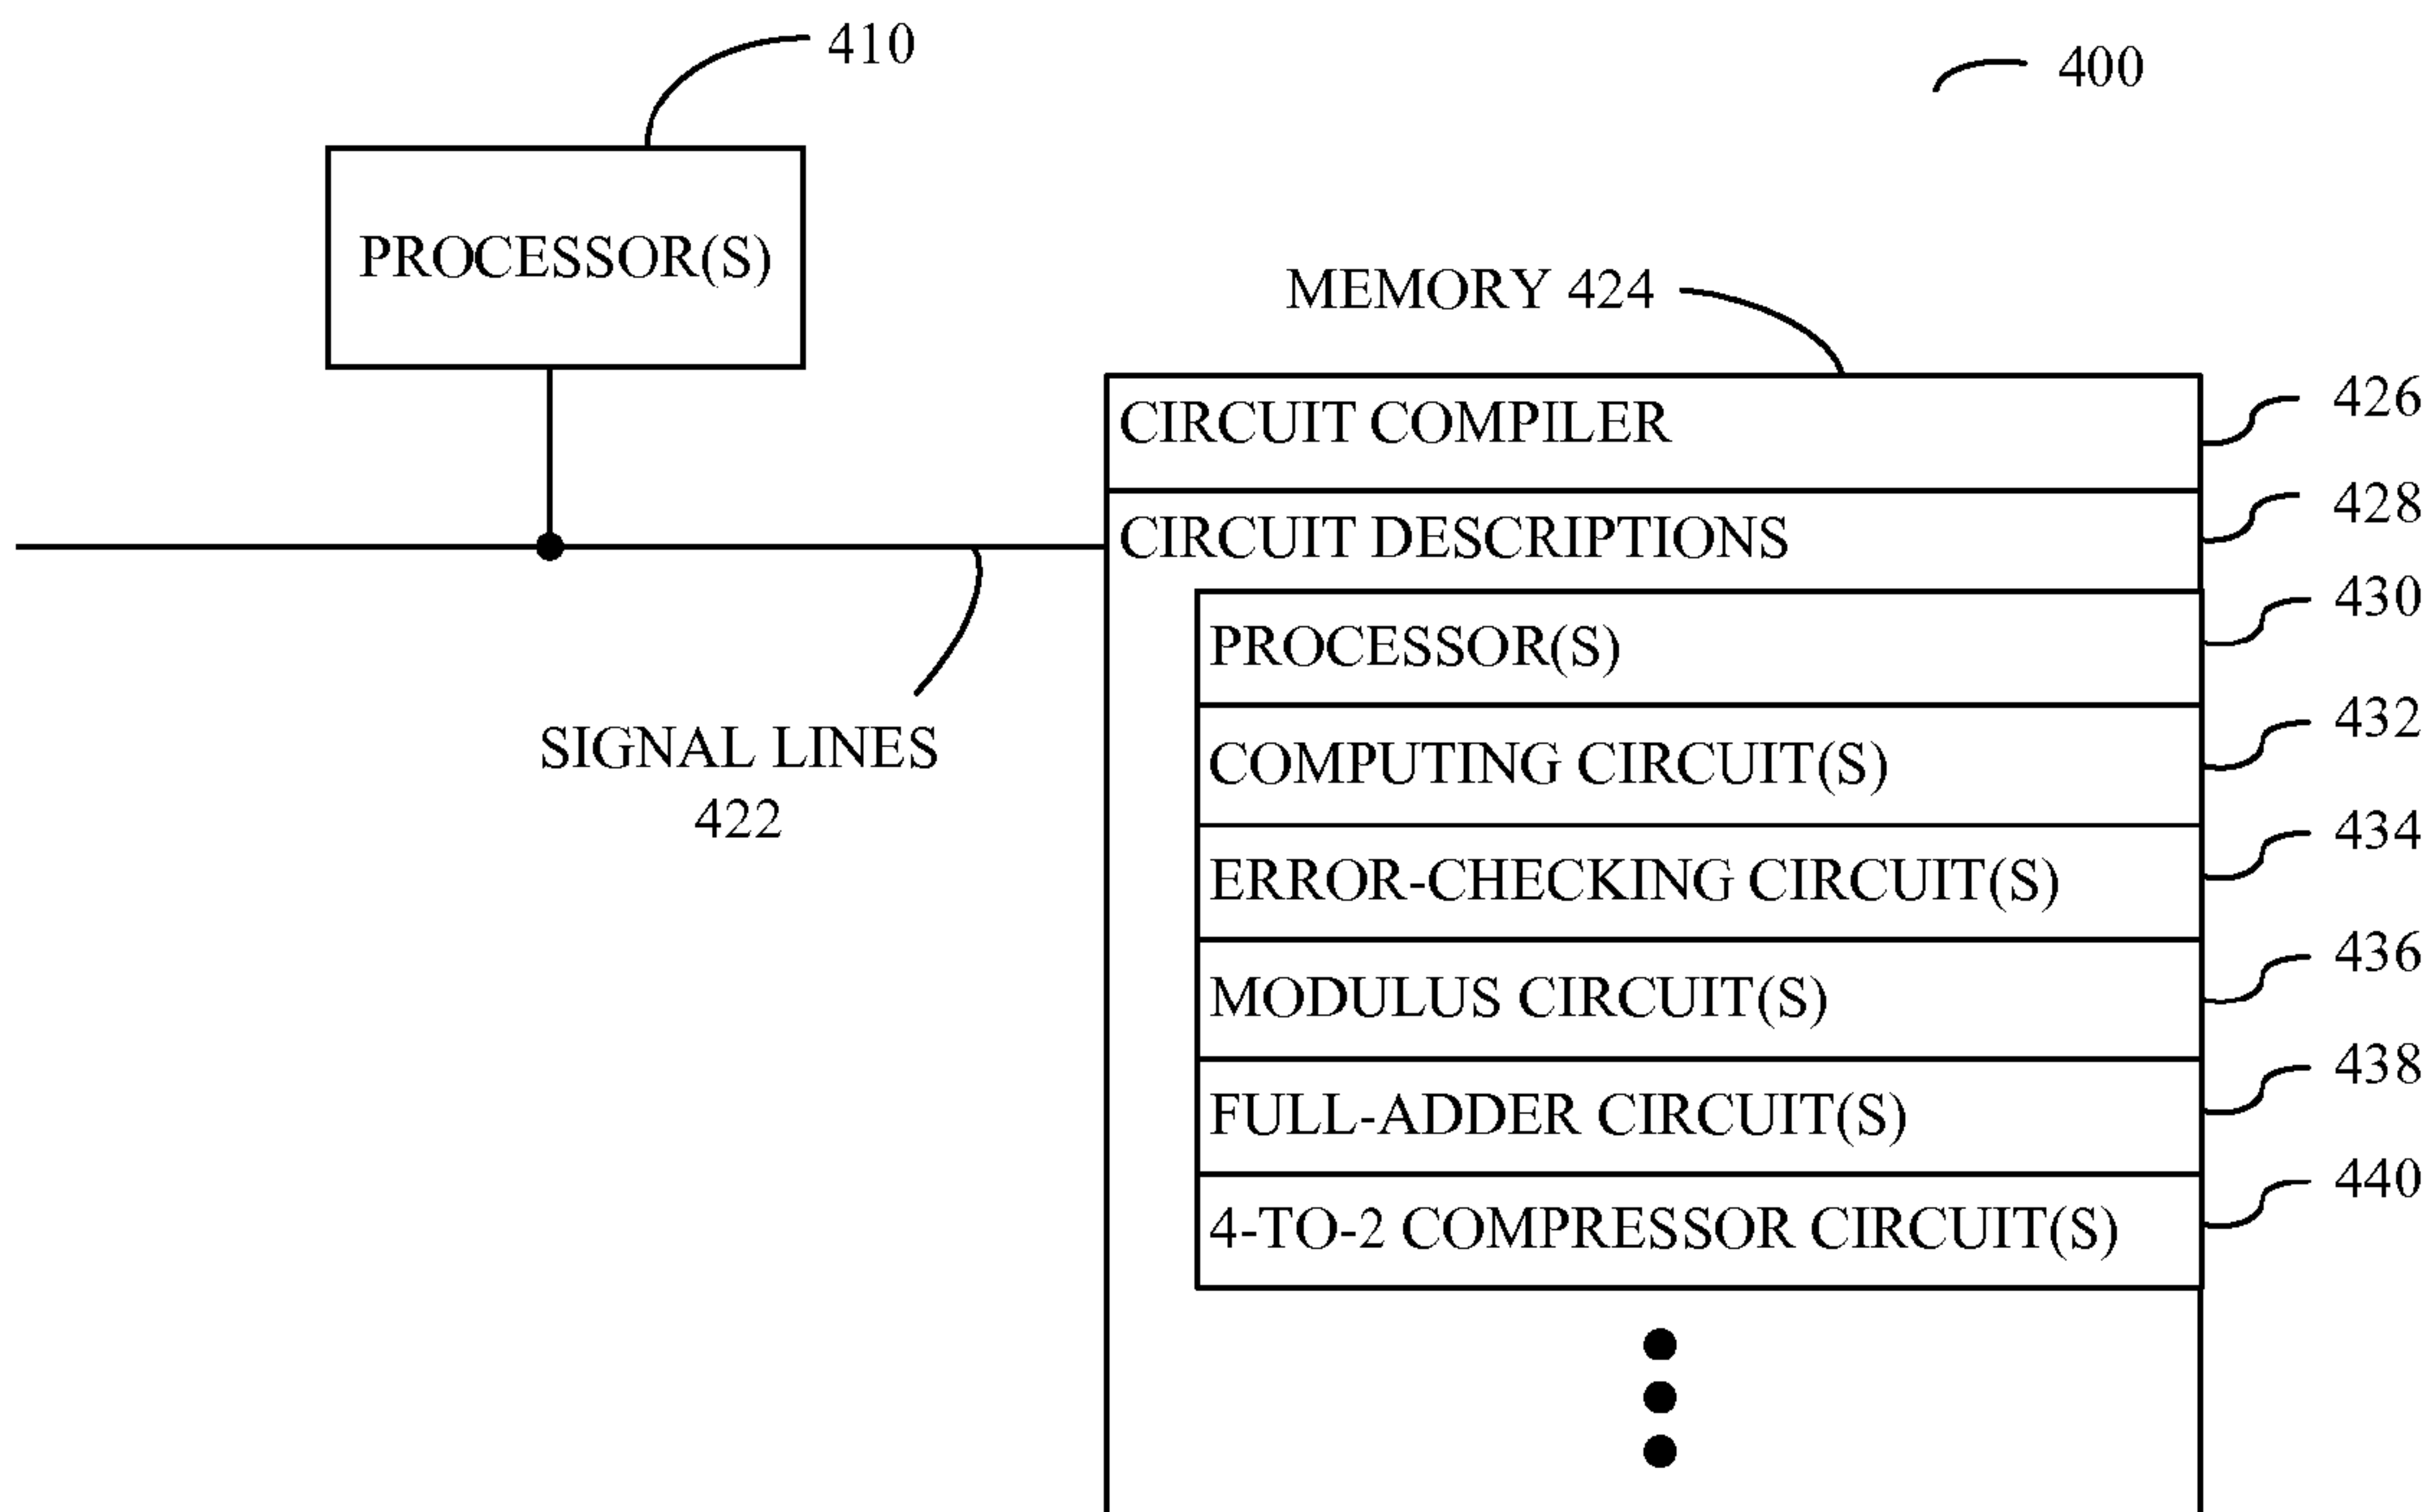 410
400
PROCESSOR(S)
MEMORY 424
CIRCUIT COMPILER
426
CIRCUIT DESCRIPTIONS
428
PROCESSOR(S)
430
SIGNAL LINES
422
COMPUTING CIRCUIT(S)
432
ERROR-CHECKING CIRCUIT(S)
434
MODULUS CIRCUIT(S)
436
FULL-ADDER CIRCUIT(S)
438
4-TO-2 COMPRESSOR CIRCUIT(S)
440